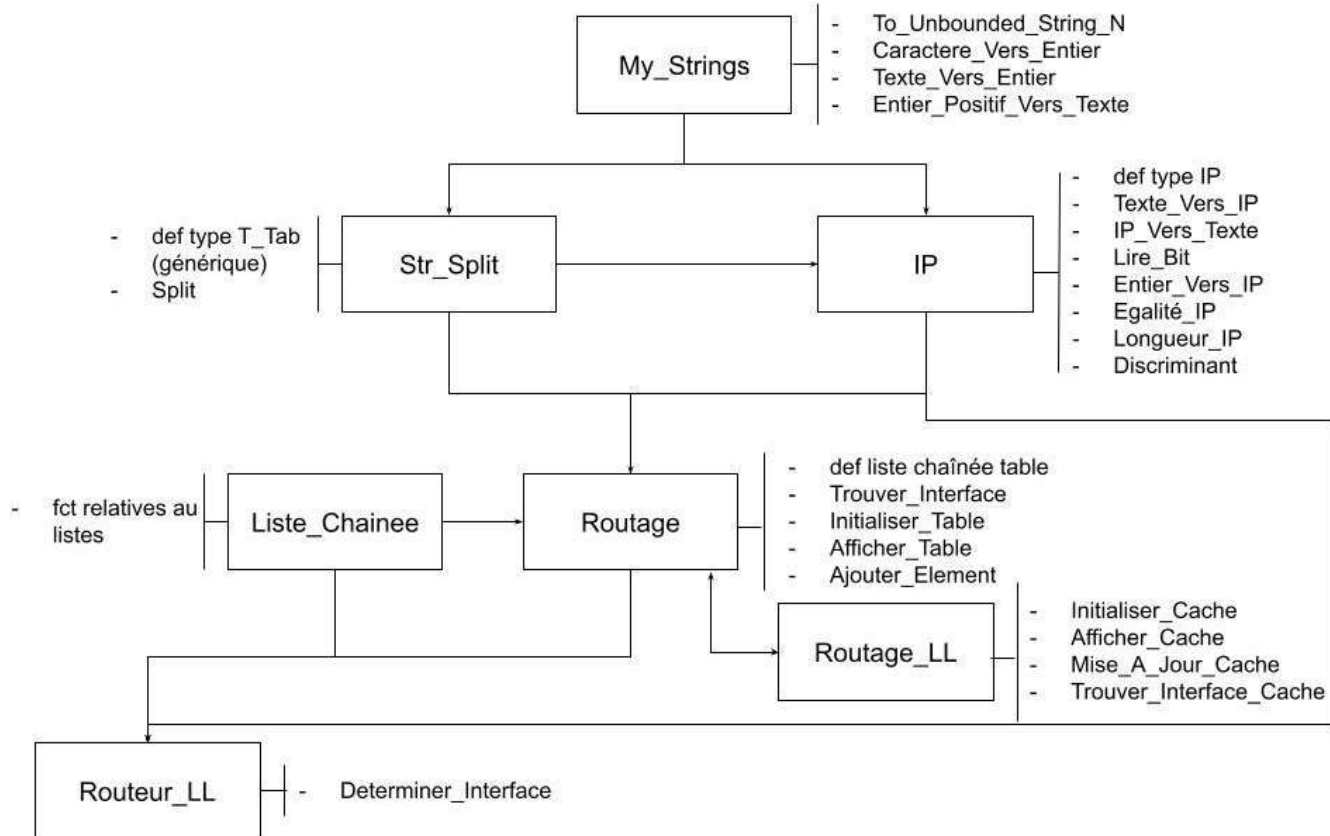 My_Strings
- To_Unbounded_String_N
- Caractere_Vers_Entier
- Texte_Vers_Entier
- Entier_Positif_Vers_Texte
- def type T_Tab
(générique)
- Split
Str_Split
IP
- def type IP
- Texte_Vers_IP
- IP_Vers_Texte
- Lire_Bit
- Entier_Vers_IP
- Egalité_IP
- Longueur_IP
- Discriminant
- fct relatives au
listes
Liste_Chainee
Routage
- def liste chaînée table
- Trouver_Interface
- Initialiser_Table
- Afficher_Table
- Ajouter_Element
Routage_LL
- Initialiser_Cache
- Afficher_Cache
- Mise_A_Jour_Cache
- Trouver_Interface_Cache
Routeur_LL
- Determiner_Interface